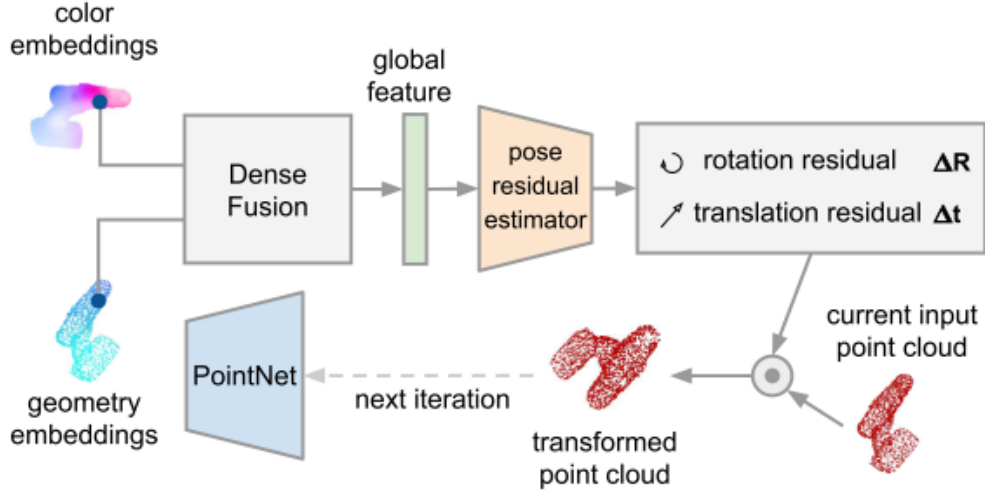 color
embeddings
global
feature
Dense
Fusion
pose
residual
estimator
rotation residual ΔR
translation residual Δt
current input
point cloud
PointNet
next iteration
geometry
embeddings
transformed
point cloud